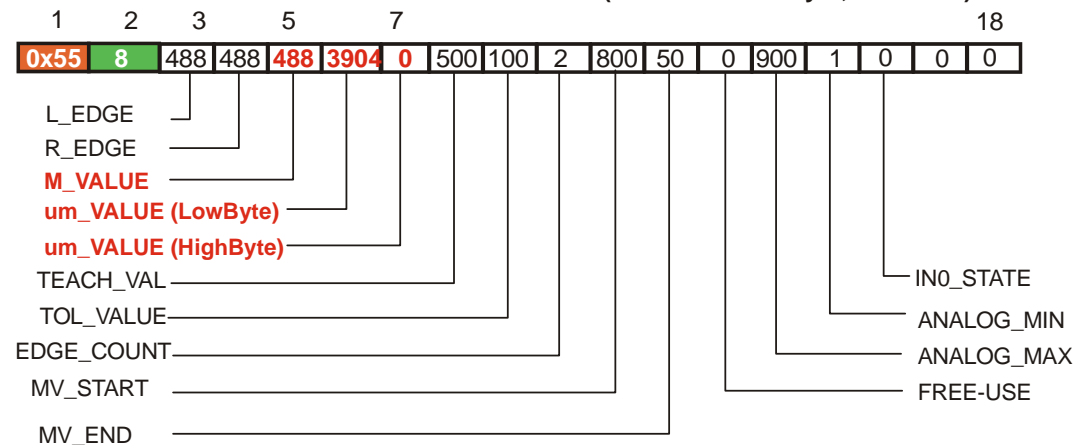 1 2 3 5 7 18
0x55 8 488 488 488 3904 0 500 100 2 800 50 0 900 1 0 0 0
L_EDGE
R_EDGE
M_VALUE
um_VALUE (LowByte)
um_VALUE (HighByte)
TEACH_VAL
IN0_STATE
TOL_VALUE
ANALOG_MIN
EDGE_COUNT
ANALOG_MAX
MV_START
FREE-USE
MV_END